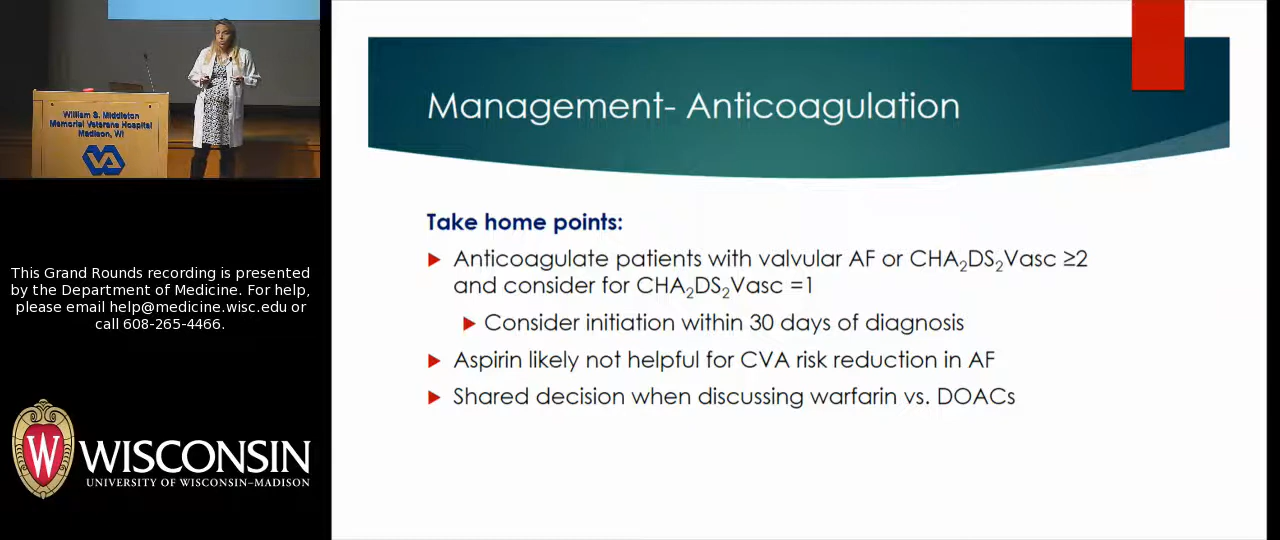 William S. Middleton
Memorial Veterans Hospital
Madison, WI
VA
This Grand Rounds recording is presented
by the Department of Medicine. For help,
please email help@medicine.wisc.edu or
call 608-265-4466.
W WISCONSIN
UNIVERSITY OF WISCONSIN–MADISON
Management- Anticoagulation
Take home points:
Anticoagulate patients with valvular AF or CHA₂DS₂Vasc ≥2
and consider for CHA₂DS₂Vasc =1
Consider initiation within 30 days of diagnosis
Aspirin likely not helpful for CVA risk reduction in AF
Shared decision when discussing warfarin vs. DOACs